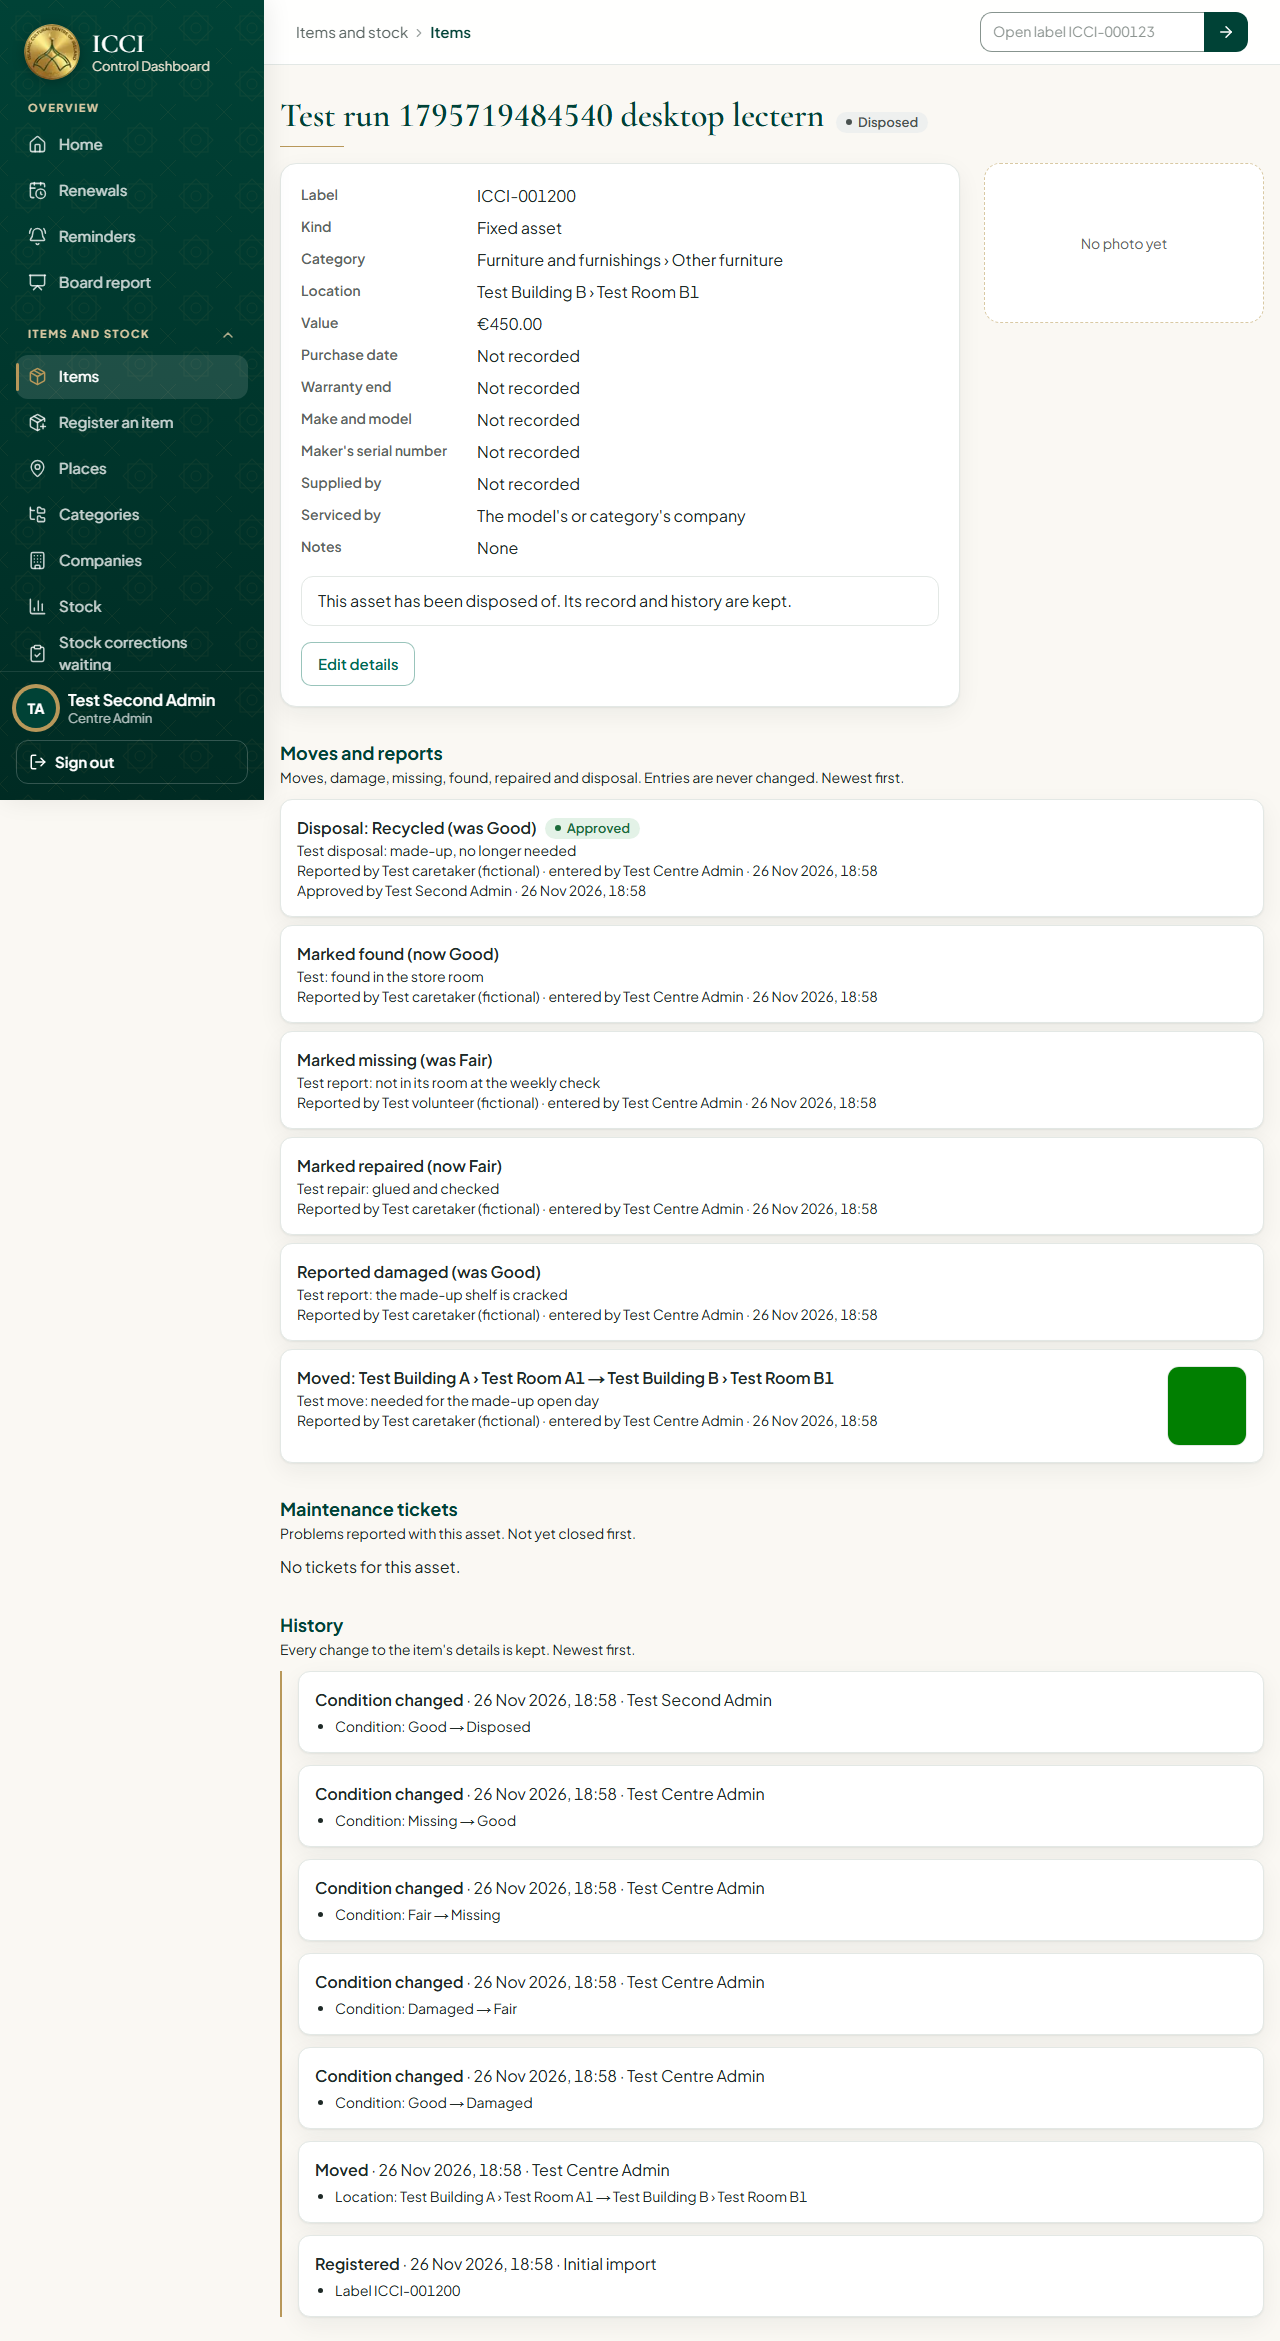 ICCI
Control Dashboard
OVERVIEW
Home
Renewals
Reminders
Board report
ITEMS AND STOCK
Items
Register an item
Places
Categories
Companies
Stock
Stock corrections
waiting
TA
Test Second Admin
Centre Admin
Sign out
Items and stock › Items
Open label ICCI-000123
Test run 1795719484540 desktop lectern
Disposed
Label ICCI-001200
Kind Fixed asset
Category Furniture and furnishings › Other furniture
Location Test Building B › Test Room B1
Value €450.00
Purchase date Not recorded
Warranty end Not recorded
Make and model Not recorded
Maker's serial number Not recorded
Supplied by Not recorded
Serviced by The model's or category's company
Notes None
This asset has been disposed of. Its record and history are kept.
Edit details
No photo yet
Moves and reports
Moves, damage, missing, found, repaired and disposal. Entries are never changed. Newest first.
Disposal: Recycled (was Good) Approved
Test disposal: made-up, no longer needed
Reported by Test caretaker (fictional) · entered by Test Centre Admin · 26 Nov 2026, 18:58
Approved by Test Second Admin · 26 Nov 2026, 18:58
Marked found (now Good)
Test: found in the store room
Reported by Test caretaker (fictional) · entered by Test Centre Admin · 26 Nov 2026, 18:58
Marked missing (was Fair)
Test report: not in its room at the weekly check
Reported by Test volunteer (fictional) · entered by Test Centre Admin · 26 Nov 2026, 18:58
Marked repaired (now Fair)
Test repair: glued and checked
Reported by Test caretaker (fictional) · entered by Test Centre Admin · 26 Nov 2026, 18:58
Reported damaged (was Good)
Test report: the made-up shelf is cracked
Reported by Test caretaker (fictional) · entered by Test Centre Admin · 26 Nov 2026, 18:58
Moved: Test Building A › Test Room A1 → Test Building B › Test Room B1
Test move: needed for the made-up open day
Reported by Test caretaker (fictional) · entered by Test Centre Admin · 26 Nov 2026, 18:58
Maintenance tickets
Problems reported with this asset. Not yet closed first.
No tickets for this asset.
History
Every change to the item's details is kept. Newest first.
Condition changed · 26 Nov 2026, 18:58 · Test Second Admin
• Condition: Good → Disposed
Condition changed · 26 Nov 2026, 18:58 · Test Centre Admin
• Condition: Missing → Good
Condition changed · 26 Nov 2026, 18:58 · Test Centre Admin
• Condition: Fair → Missing
Condition changed · 26 Nov 2026, 18:58 · Test Centre Admin
• Condition: Damaged → Fair
Condition changed · 26 Nov 2026, 18:58 · Test Centre Admin
• Condition: Good → Damaged
Moved · 26 Nov 2026, 18:58 · Test Centre Admin
• Location: Test Building A › Test Room A1 → Test Building B › Test Room B1
Registered · 26 Nov 2026, 18:58 · Initial import
• Label ICCI-001200